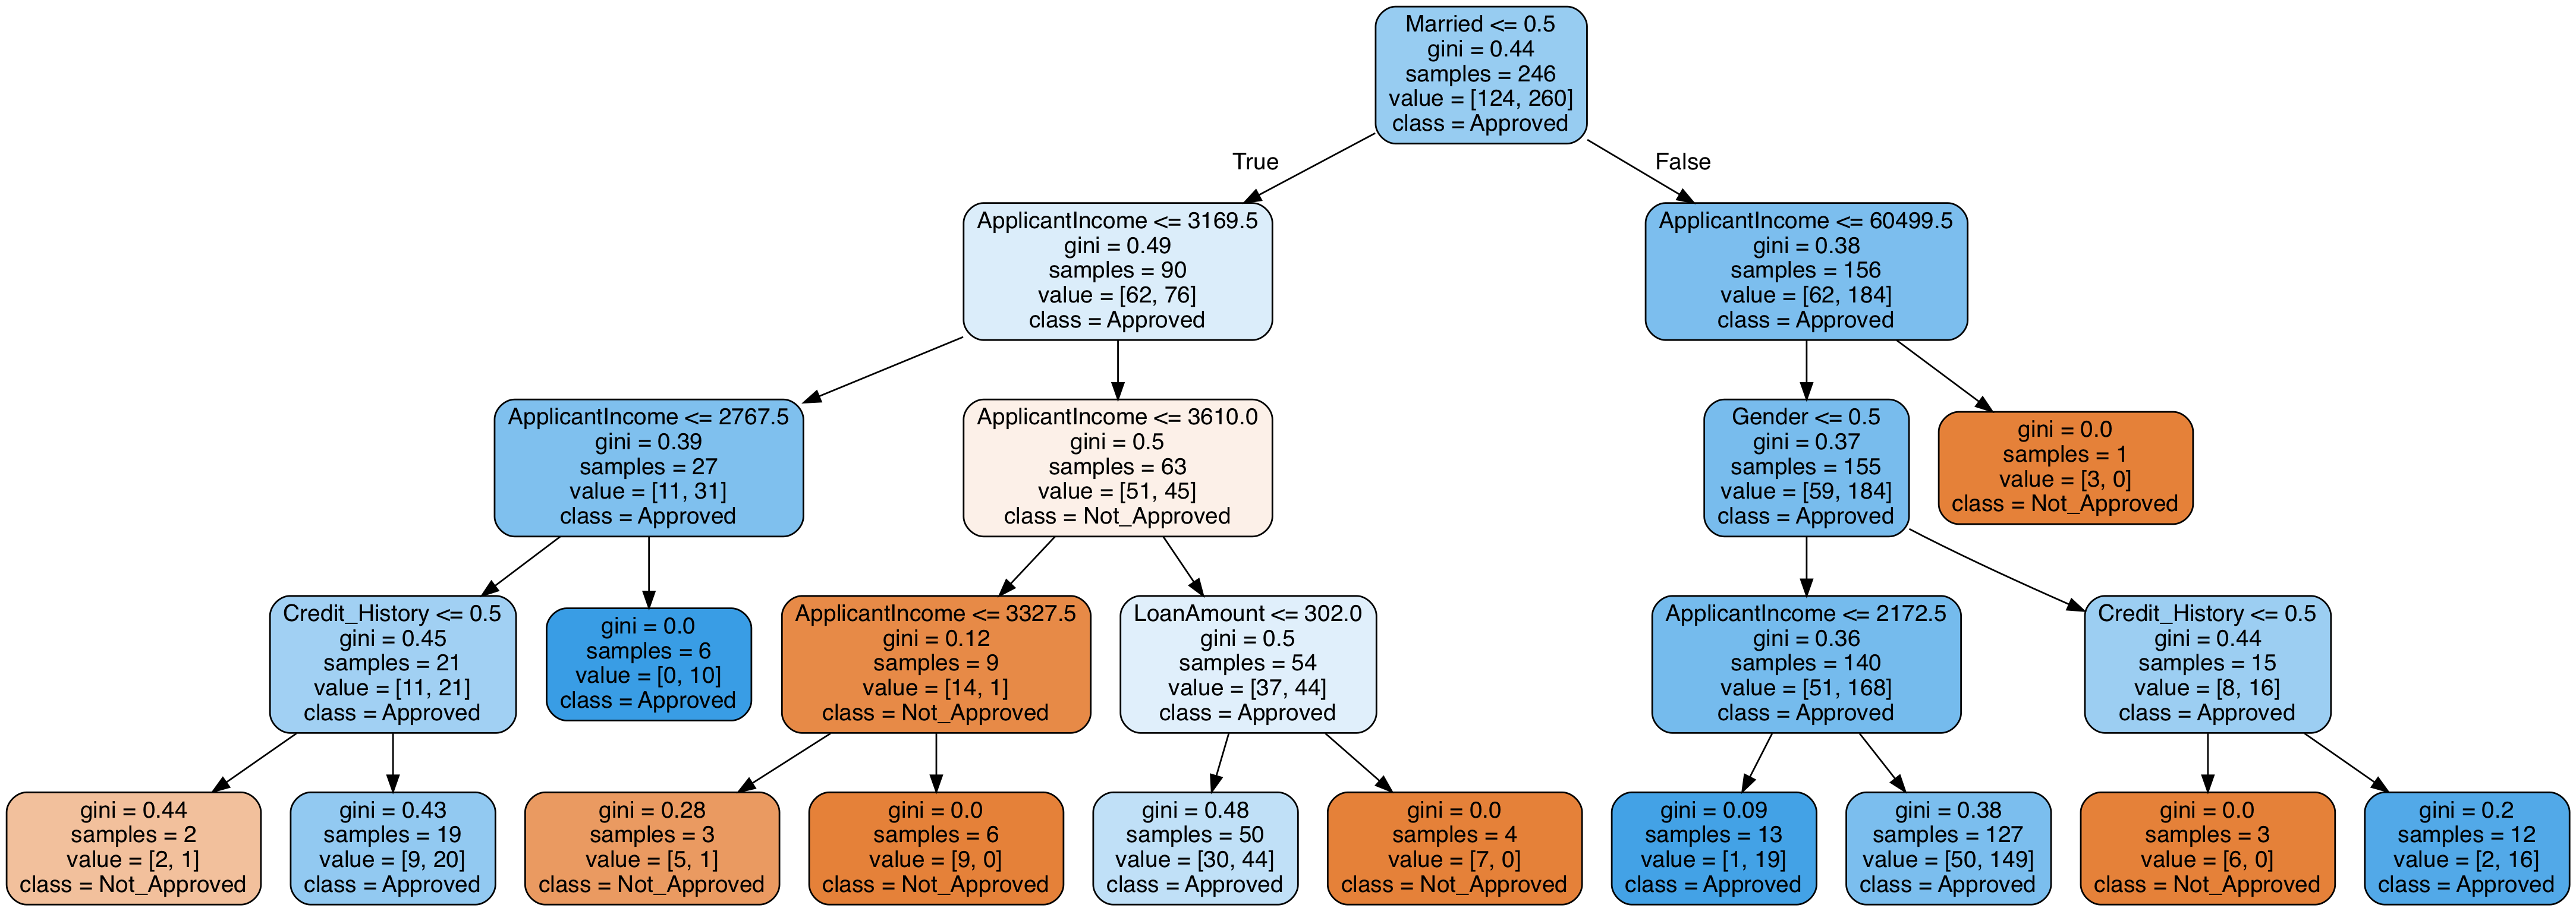 Married <= 0.5
gini = 0.44
samples = 246
value = [124, 260]
class = Approved
True
False
ApplicantIncome <= 3169.5
gini = 0.49
samples = 90
value = [62, 76]
class = Approved
ApplicantIncome <= 60499.5
gini = 0.38
samples = 156
value = [62, 184]
class = Approved
ApplicantIncome <= 2767.5
gini = 0.39
samples = 27
value = [11, 31]
class = Approved
ApplicantIncome <= 3610.0
gini = 0.5
samples = 63
value = [51, 45]
class = Not_Approved
Gender <= 0.5
gini = 0.37
samples = 155
value = [59, 184]
class = Approved
gini = 0.0
samples = 1
value = [3, 0]
class = Not_Approved
Credit_History <= 0.5
gini = 0.45
samples = 21
value = [11, 21]
class = Approved
gini = 0.0
samples = 6
value = [0, 10]
class = Approved
ApplicantIncome <= 3327.5
gini = 0.12
samples = 9
value = [14, 1]
class = Not_Approved
LoanAmount <= 302.0
gini = 0.5
samples = 54
value = [37, 44]
class = Approved
ApplicantIncome <= 2172.5
gini = 0.36
samples = 140
value = [51, 168]
class = Approved
Credit_History <= 0.5
gini = 0.44
samples = 15
value = [8, 16]
class = Approved
gini = 0.44
samples = 2
value = [2, 1]
class = Not_Approved
gini = 0.43
samples = 19
value = [9, 20]
class = Approved
gini = 0.28
samples = 3
value = [5, 1]
class = Not_Approved
gini = 0.0
samples = 6
value = [9, 0]
class = Not_Approved
gini = 0.48
samples = 50
value = [30, 44]
class = Approved
gini = 0.0
samples = 4
value = [7, 0]
class = Not_Approved
gini = 0.09
samples = 13
value = [1, 19]
class = Approved
gini = 0.38
samples = 127
value = [50, 149]
class = Approved
gini = 0.0
samples = 3
value = [6, 0]
class = Not_Approved
gini = 0.2
samples = 12
value = [2, 16]
class = Approved